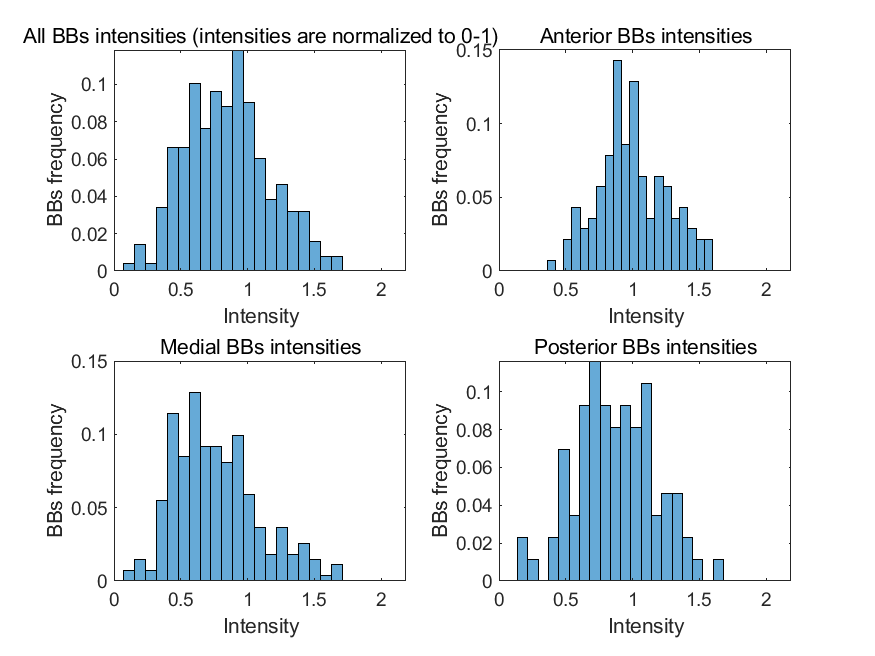 All BBs intensities (intensities are normalized to 0-1)
BBs frequency
0.1
0.08
0.06
0.04
0.02
0
0 0.5 1 1.5 2
Intensity
Anterior BBs intensities
BBs frequency
0.15
0.1
0.05
0
0 0.5 1 1.5 2
Intensity
Medial BBs intensities
BBs frequency
0.15
0.1
0.05
0
0 0.5 1 1.5 2
Intensity
Posterior BBs intensities
BBs frequency
0.1
0.08
0.06
0.04
0.02
0
0 0.5 1 1.5 2
Intensity